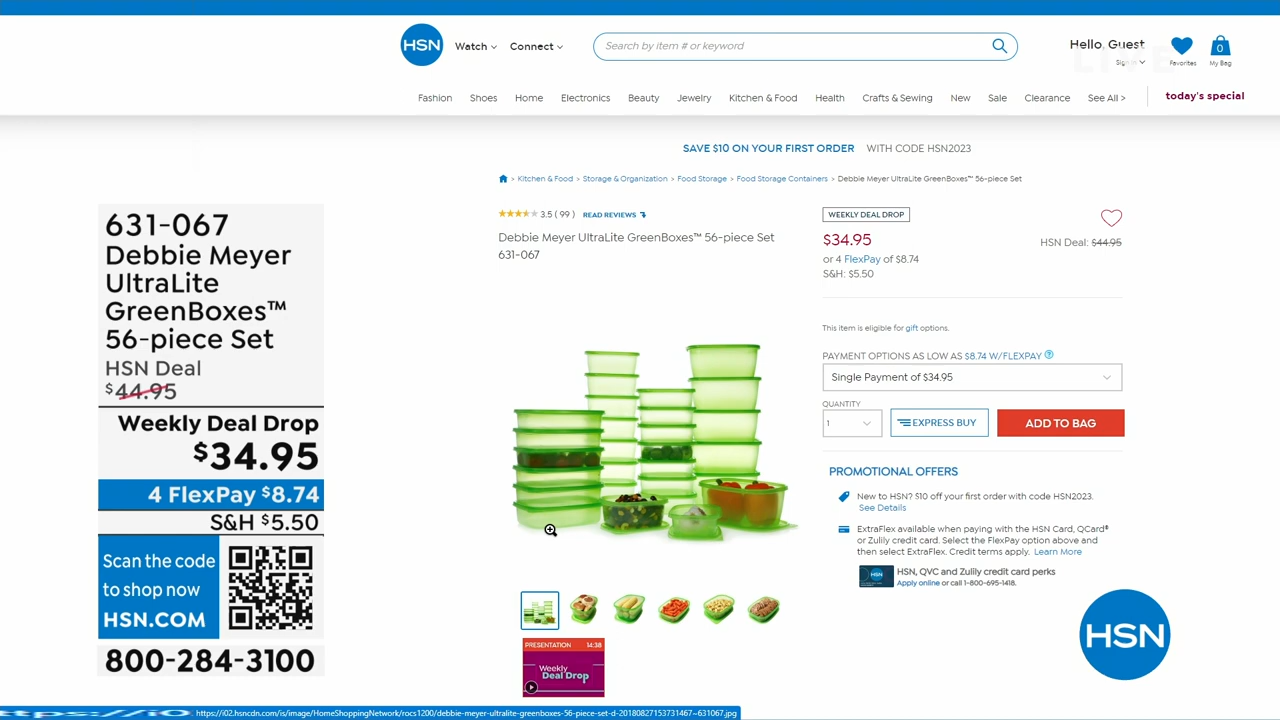 HSN
Watch
Connect
Search by item # or keyword
Hello, Guest
Favorites
0
My Bag
Fashion
Shoes
Home
Electronics
Beauty
Jewelry
Kitchen & Food
Health
Crafts & Sewing
New
Sale
Clearance
See All >
today's special
SAVE $10 ON YOUR FIRST ORDER WITH CODE HSN2023
> Kitchen & Food > Storage & Organization > Food Storage > Food Storage Containers > Debbie Meyer UltraLite GreenBoxes™ 56-piece Set
631-067
Debbie Meyer
UltraLite
GreenBoxes™
56-piece Set
HSN Deal
$44.95
Weekly Deal Drop
$34.95
4 FlexPay $8.74
S&H $5.50
Scan the code
to shop now
HSN.COM
800-284-3100
3.5 ( 99 ) READ REVIEWS
Debbie Meyer UltraLite GreenBoxes™ 56-piece Set
631-067
PRESENTATION 14:38
Weekly
Deal Drop
WEEKLY DEAL DROP
$34.95
HSN Deal: $44.95
or 4 FlexPay of $8.74
S&H: $5.50
This item is eligible for gift options.
PAYMENT OPTIONS AS LOW AS $8.74 W/FLEXPAY ?
Single Payment of $34.95
QUANTITY
1
EXPRESS BUY
ADD TO BAG
PROMOTIONAL OFFERS
New to HSN? $10 off your first order with code HSN2023.
See Details
ExtraFlex available when paying with the HSN Card, QCard®
or Zulily credit card. Select the FlexPay option above and
then select ExtraFlex. Credit terms apply. Learn More
HSN
HSN, QVC and Zulily credit card perks
Apply online or call 1-800-695-1418.
HSN
https://i02.hsncdn.com/is/image/HomeShoppingNetwork/rocs1200/debbie-meyer-ultralite-greenboxes-56-piece-set-d-20180827153731467~631067.jpg